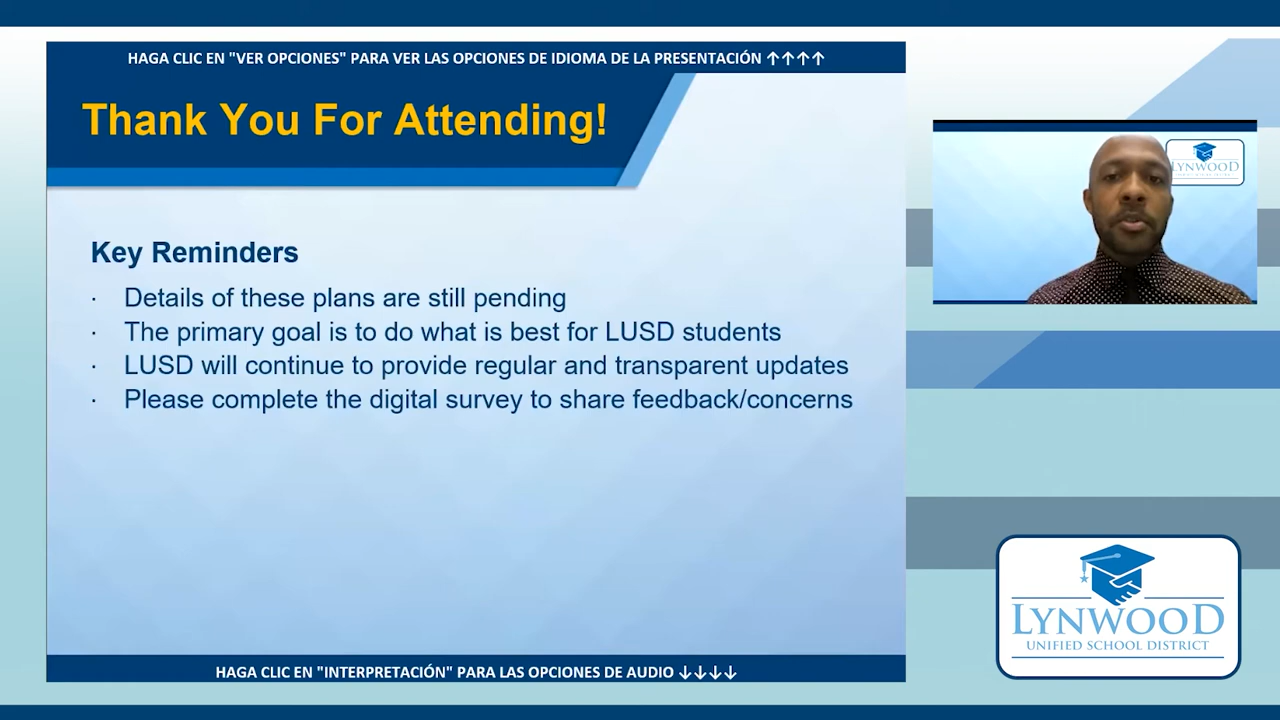 HAGA CLIC EN "VER OPCIONES" PARA VER LAS OPCIONES DE IDIOMA DE LA PRESENTACIÓN ↑↑↑↑
Thank You For Attending!
Key Reminders
· Details of these plans are still pending
· The primary goal is to do what is best for LUSD students
· LUSD will continue to provide regular and transparent updates
· Please complete the digital survey to share feedback/concerns
HAGA CLIC EN "INTERPRETACIÓN" PARA LAS OPCIONES DE AUDIO ↓↓↓↓
LYNWOOD
LYNWOOD
UNIFIED SCHOOL DISTRICT